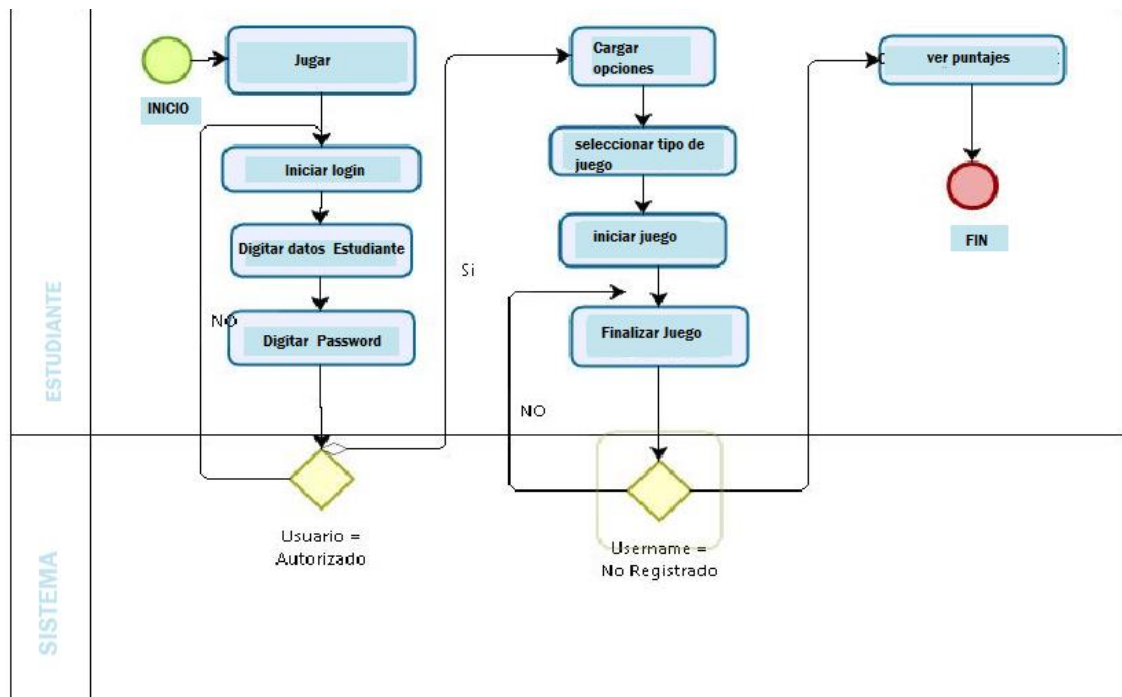 ESTUDIANTE
INICIO
Jugar
Iniciar login
Digitar datos Estudiante
Digitar Password
NO
Si
Cargar
opciones
seleccionar tipo de
juego
iniciar juego
Finalizar Juego
NO
ver puntajes
FIN
SISTEMA
Usuario =
Autorizado
Username =
No Registrado